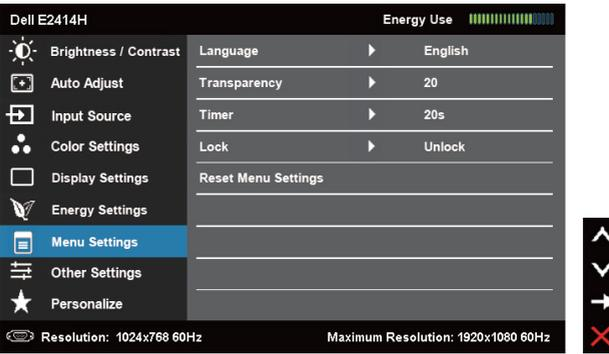 Dell E2414H Energy Use
Brightness / Contrast Language English
Auto Adjust Transparency 20
Input Source Timer 20s
Color Settings Lock Unlock
Display Settings Reset Menu Settings
Energy Settings
Menu Settings
Other Settings
Personalize
Resolution: 1024x768 60Hz Maximum Resolution: 1920x1080 60Hz